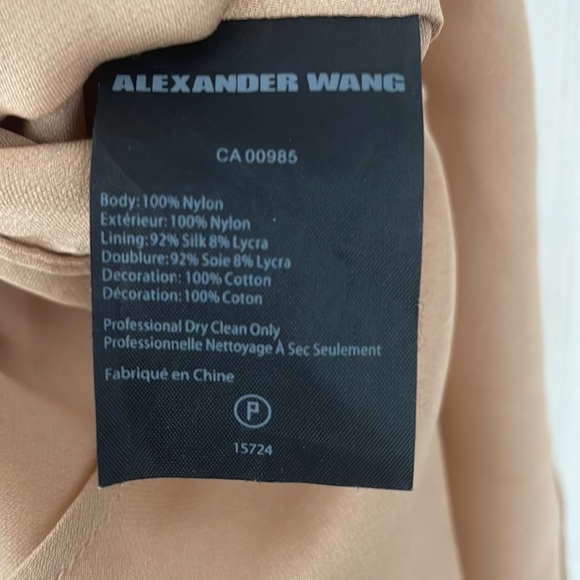 ALEXANDER WANG
CA 00985
Body: 100% Nylon
Extérieur: 100% Nylon
Lining: 92% Silk 8% Lycra
Doublure: 92% Soie 8% Lycra
Decoration: 100% Cotton
Décoration: 100% Coton
Professional Dry Clean Only
Professionnelle Nettoyage À Sec Seulement
Fabriqué en Chine
P
15724